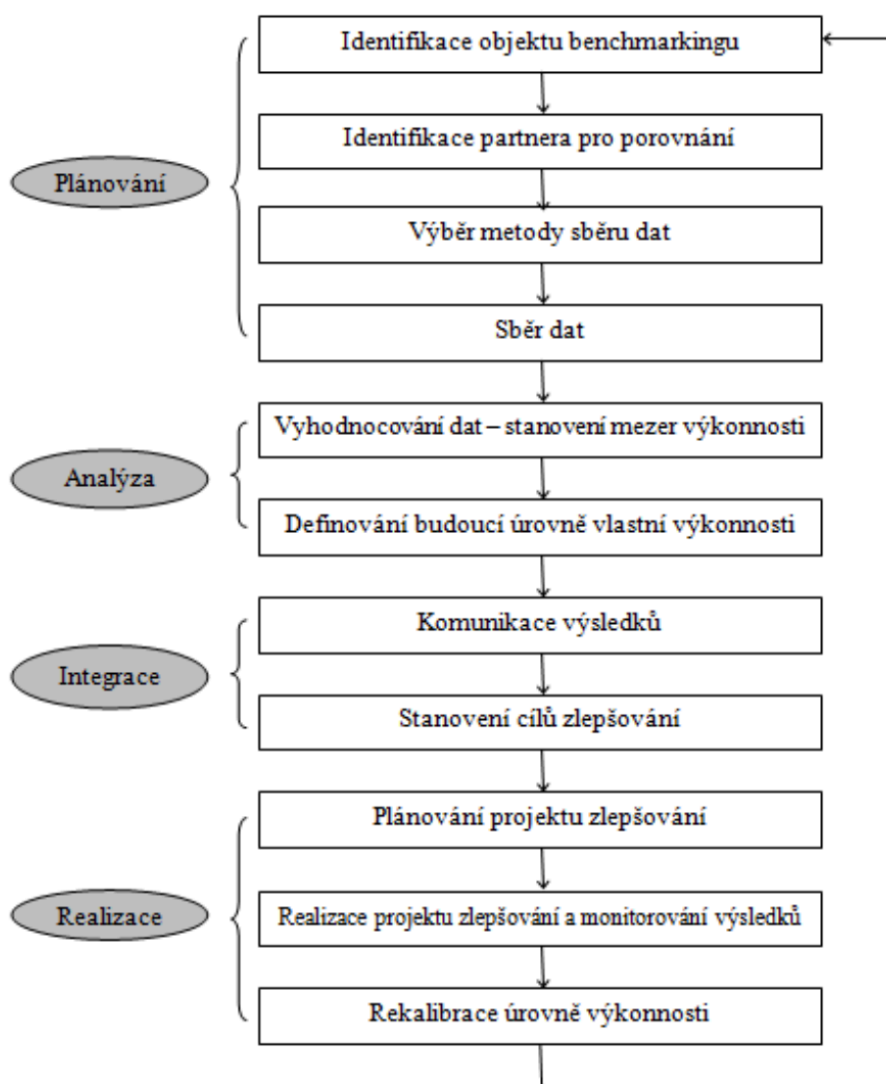 Identifikace objektu benchmarkingu
Identifikace partnera pro porovnání
Plánování
Výběr metody sběru dat
Sběr dat
Vyhodnocování dat – stanovení mezer výkonnosti
Analýza
Definování budoucí úrovně vlastní výkonnosti
Komunikace výsledků
Integrace
Stanovení cílů zlepšování
Plánování projektu zlepšování
Realizace
Realizace projektu zlepšování a monitorování výsledků
Rekalibrace úrovně výkonnosti